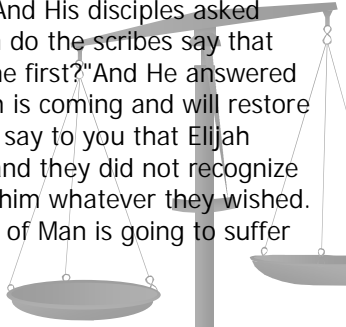 And His disciples asked
do the scribes say that
first?"And He answered
is coming and will restore
say to you that Elijah
and they did not recognize
him whatever they wished.
of Man is going to suffer